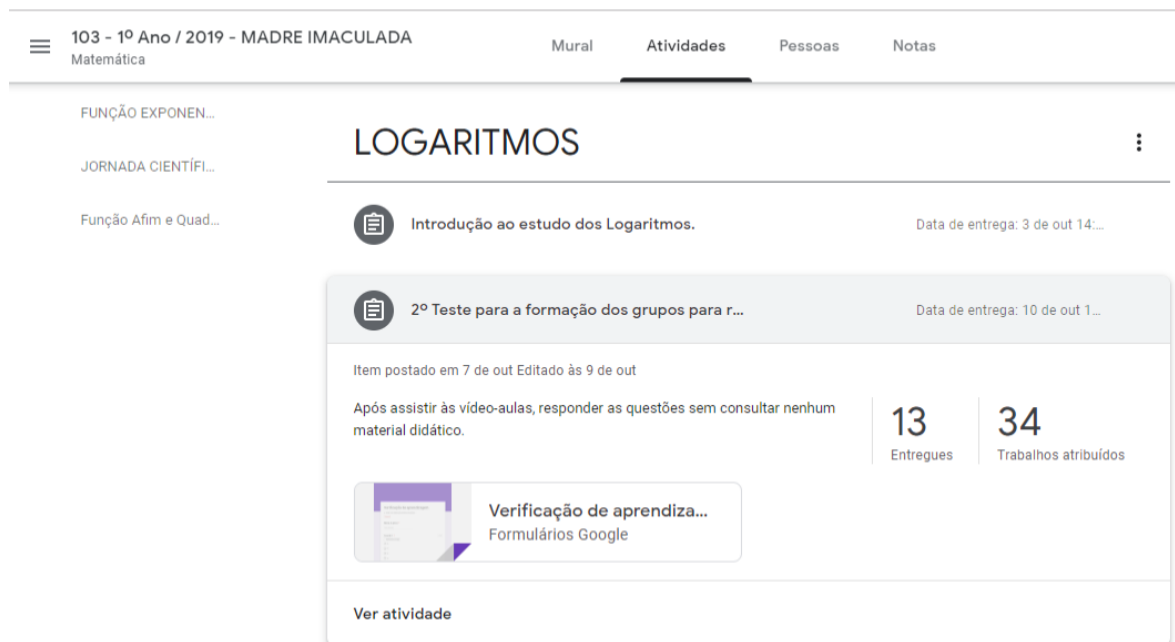 103 - 1º Ano / 2019 - MADRE IMACULADA
Matemática
Mural
Atividades
Pessoas
Notas
FUNÇÃO EXPONEN...
JORNADA CIENTÍFI...
Função Afim e Quad...
LOGARITMOS
Introdução ao estudo dos Logaritmos.
Data de entrega: 3 de out 14:...
2º Teste para a formação dos grupos para r...
Data de entrega: 10 de out 1...
Item postado em 7 de out Editado às 9 de out
Após assistir às vídeo-aulas, responder as questões sem consultar nenhum
material didático.
13
Entregues
34
Trabalhos atribuídos
Verificação de aprendiza...
Formulários Google
Ver atividade